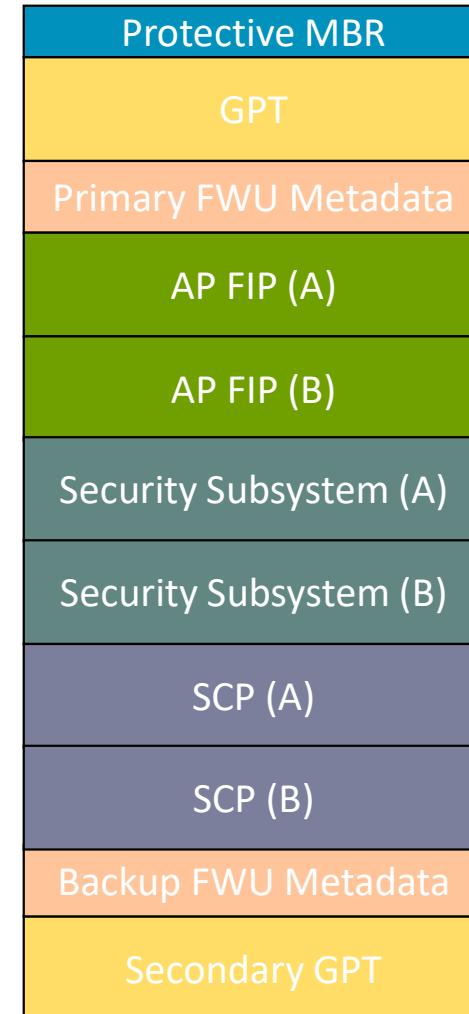 Protective MBR
GPT
Primary FWU Metadata
AP FIP (A)
AP FIP (B)
Security Subsystem (A)
Security Subsystem (B)
SCP (A)
SCP (B)
Backup FWU Metadata
Secondary GPT